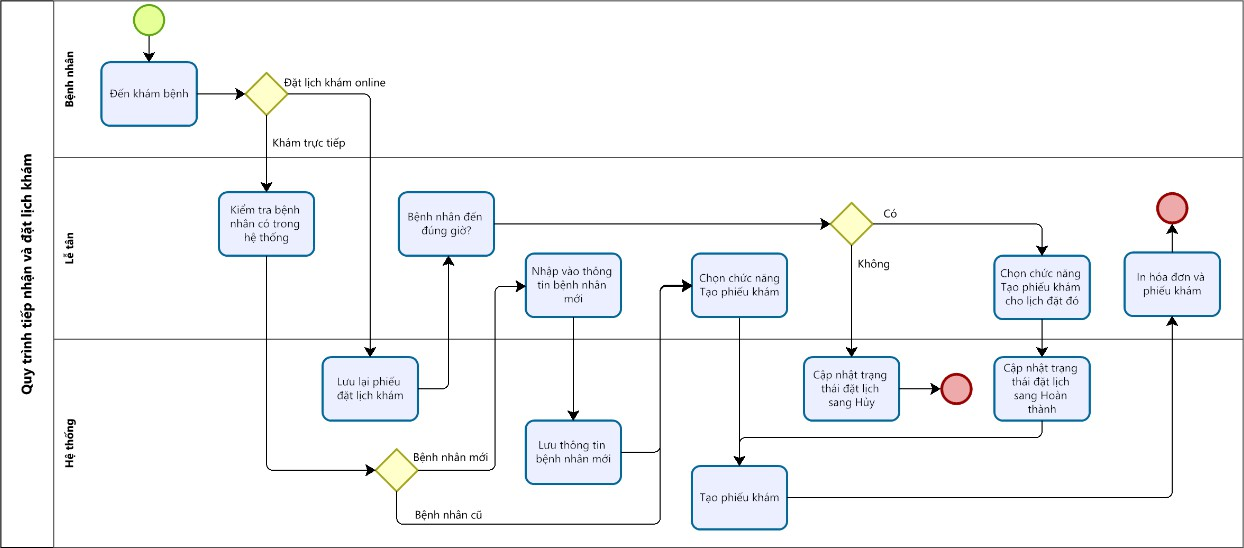 Quy trình tiếp nhận và đặt lịch khám
Bệnh nhân
Đến khám bệnh
Đặt lịch khám online
Khám trực tiếp
Lễ tân
Kiểm tra bệnh
nhân có trong
hệ thống
Bệnh nhân đến
đúng giờ?
Nhập vào thông
tin bệnh nhân
mới
Chọn chức năng
Tạo phiếu khám
Có
Không
Chọn chức năng
Tạo phiếu khám
cho lịch đặt đó
In hóa đơn và
phiếu khám
Hệ thống
Lưu lại phiếu
đặt lịch khám
Bệnh nhân mới
Bệnh nhân cũ
Lưu thông tin
bệnh nhân mới
Tạo phiếu khám
Cập nhật trạng
thái đặt lịch
sang Hủy
Cập nhật trạng
thái đặt lịch
sang Hoàn
thành